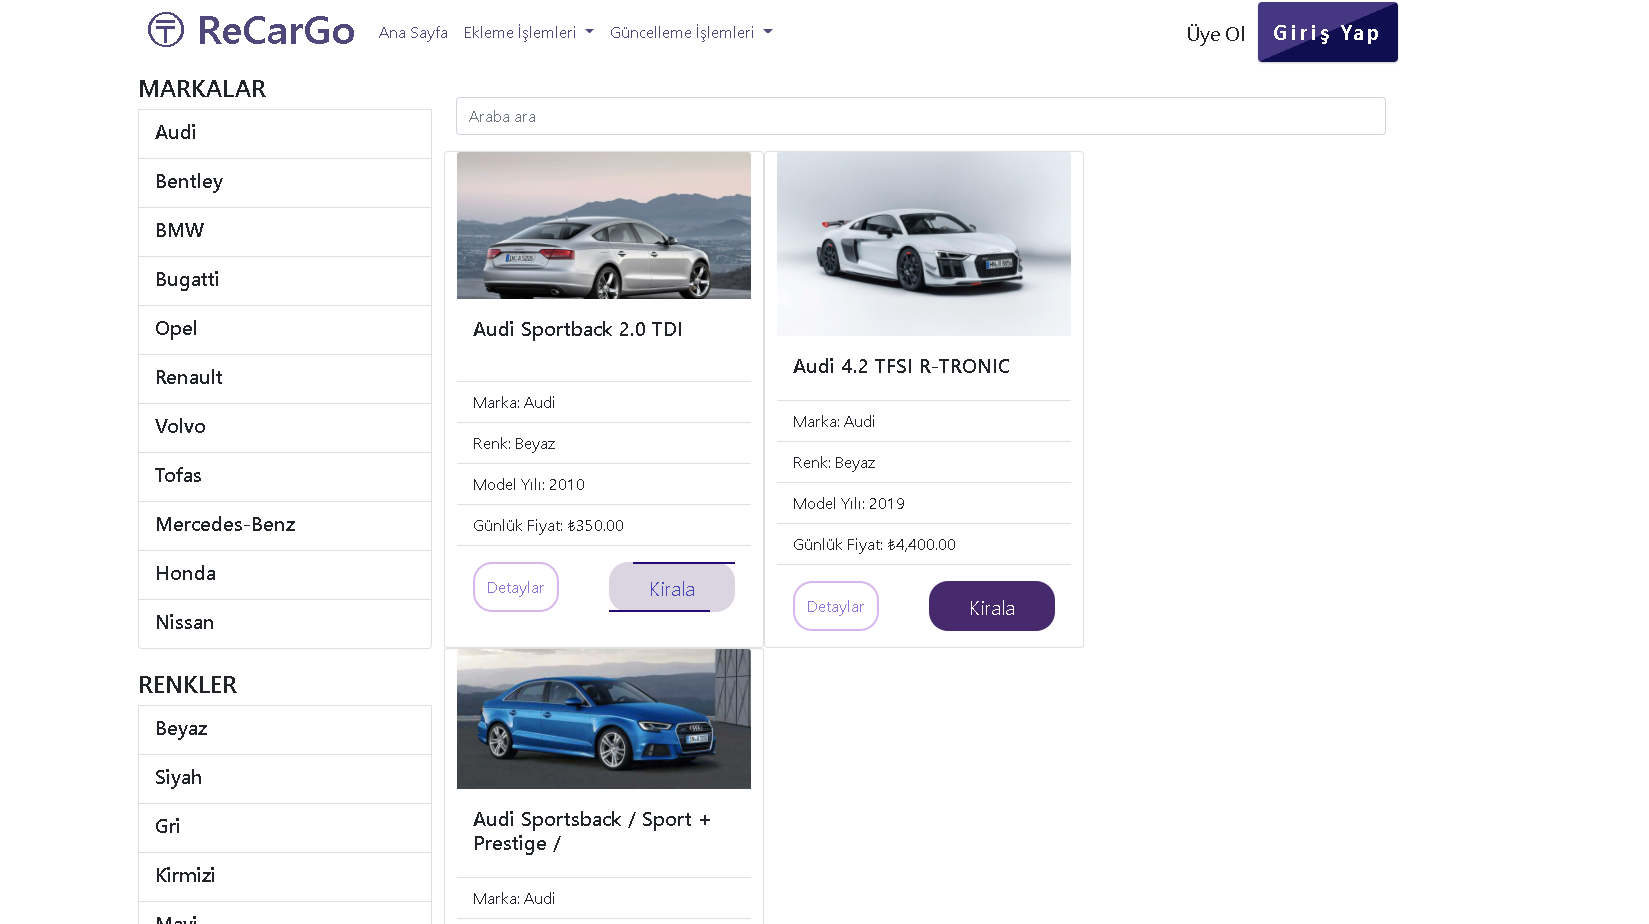 ReCarGo
Ana Sayfa
Ekleme İşlemleri
Güncelleme İşlemleri
Üye Ol
Giriş Yap
MARKALAR
Audi
Bentley
BMW
Bugatti
Opel
Renault
Volvo
Tofas
Mercedes-Benz
Honda
Nissan
RENKLER
Beyaz
Siyah
Gri
Kirmizi
Mavi
Araba ara
Audi Sportback 2.0 TDI
Marka: Audi
Renk: Beyaz
Model Yılı: 2010
Günlük Fiyat: ₺350.00
Detaylar
Kirala
Audi 4.2 TFSI R-TRONIC
Marka: Audi
Renk: Beyaz
Model Yılı: 2019
Günlük Fiyat: ₺4,400.00
Detaylar
Kirala
Audi Sportsback / Sport +
Prestige /
Marka: Audi